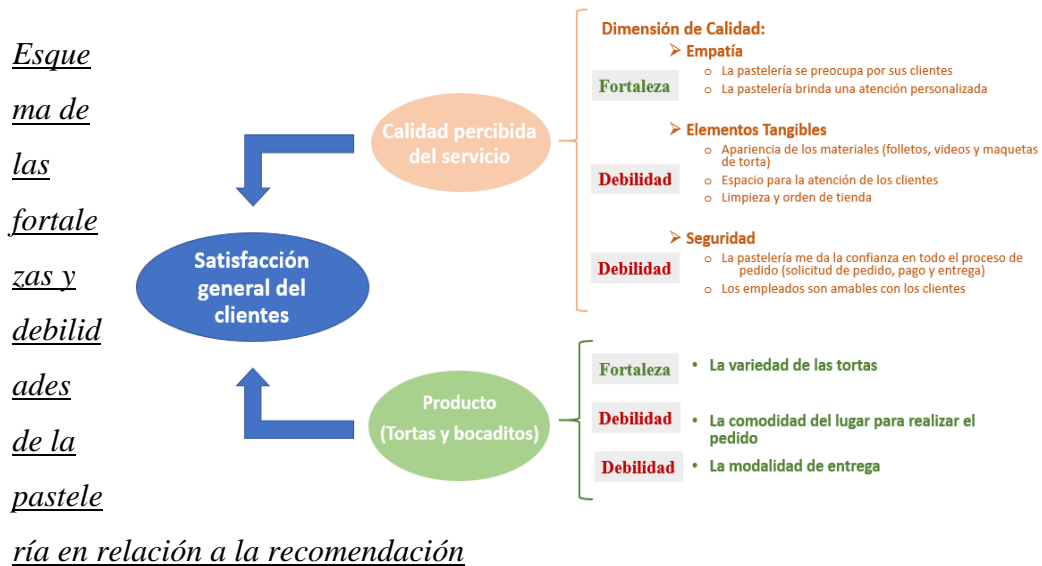 Esque
ma de
las
fortale
zas y
debilid
ades
de la
pastele
ría en relación a la recomendación
Satisfacción
general del
clientes
Calidad percibida
del servicio
Dimensión de Calidad:
➤ Empatía
Fortaleza
o La pastelería se preocupa por sus clientes
o La pastelería brinda una atención personalizada
➤ Elementos Tangibles
Debilidad
o Apariencia de los materiales (folletos, videos y maquetas
de torta)
o Espacio para la atención de los clientes
o Limpieza y orden de tienda
➤ Seguridad
Debilidad
o La pastelería me da la confianza en todo el proceso de
pedido (solicitud de pedido, pago y entrega)
o Los empleados son amables con los clientes
Producto
(Tortas y bocaditos)
Fortaleza
• La variedad de las tortas
Debilidad
• La comodidad del lugar para realizar el
pedido
Debilidad
• La modalidad de entrega